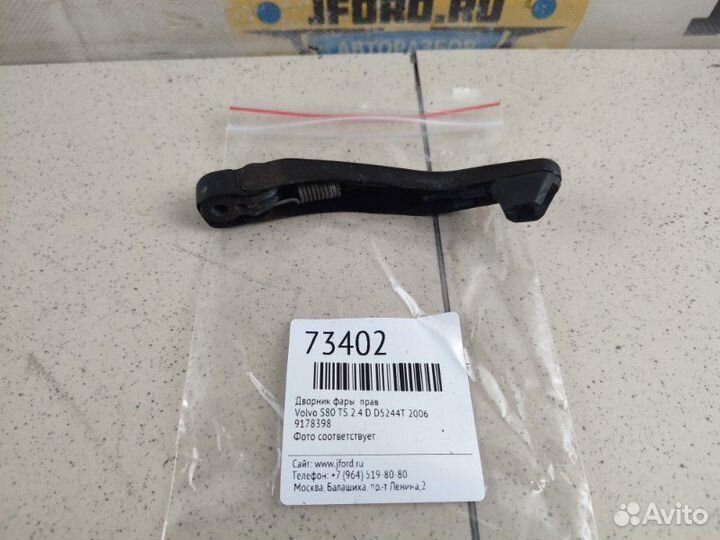 JFORD.RU
АВТОРАЗБОР
73402
Дворник фары прав
Volvo S80 TS 2.4 D D5244T 2006
9178398
Фото соответствует
Сайт: www.jford.ru
Телефон: +7 (964) 519-80-80
Москва, Балашиха, пр-т Ленина,2
Avito